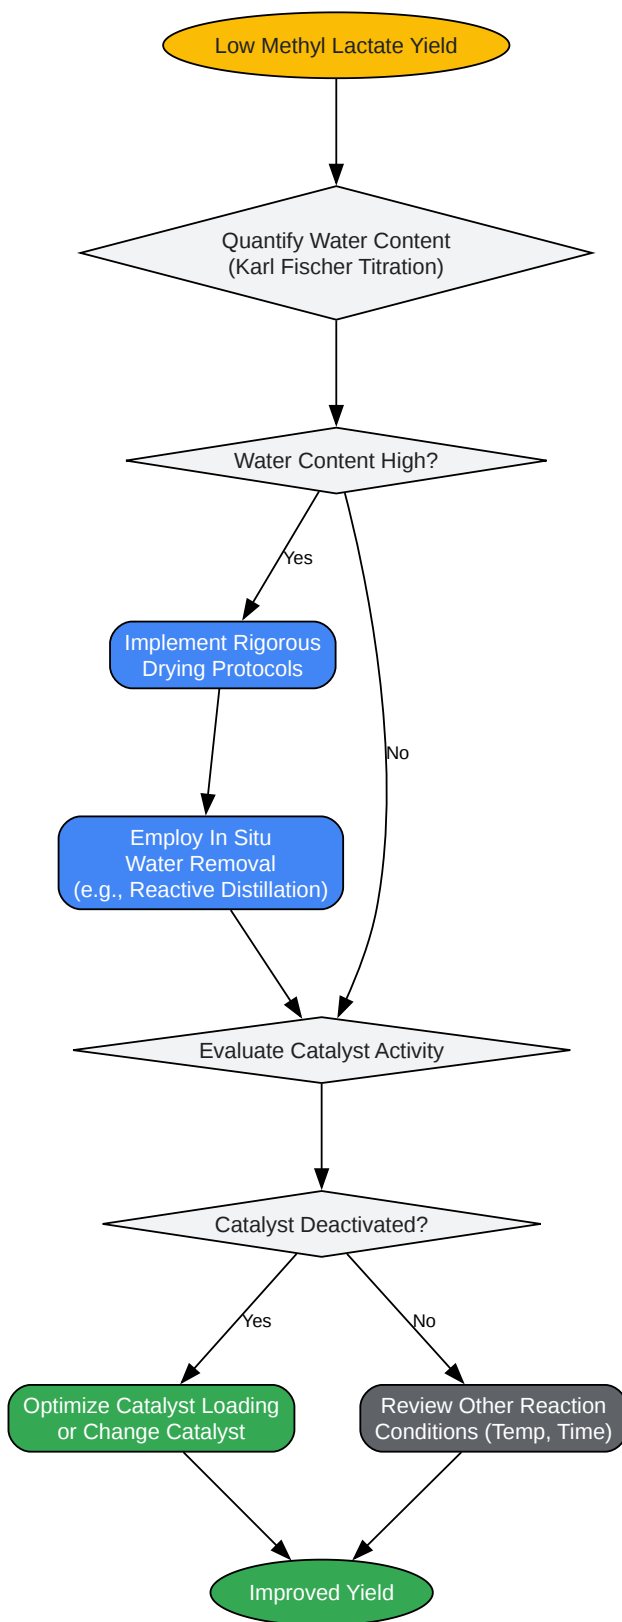 Low Methyl Lactate Yield
Quantify Water Content
(Karl Fischer Titration)
Water Content High?
Yes
Implement Rigorous
Drying Protocols
No
Employ In Situ
Water Removal
(e.g., Reactive Distillation)
Evaluate Catalyst Activity
Catalyst Deactivated?
Yes
No
Optimize Catalyst Loading
or Change Catalyst
Review Other Reaction
Conditions (Temp, Time)
Improved Yield